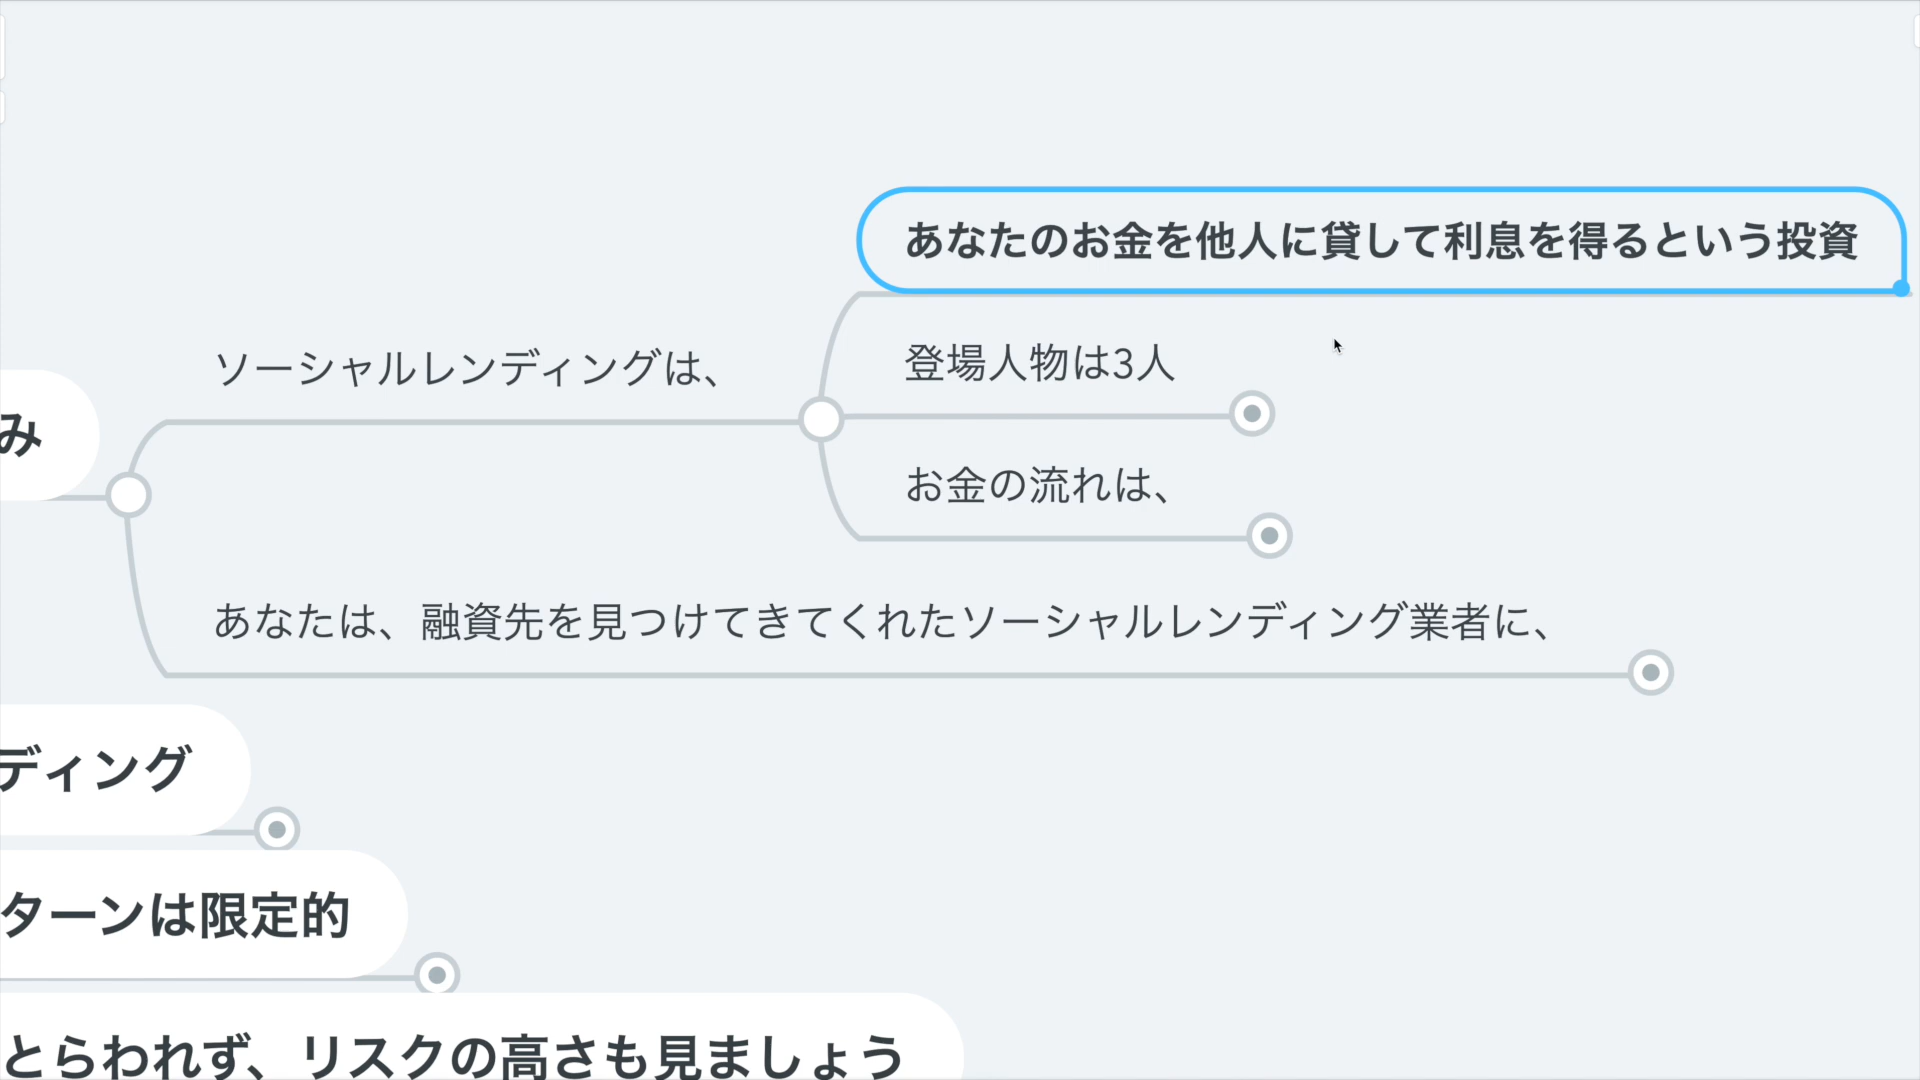 あなたのお金を他人に貸して利息を得るという投資
ソーシャルレンディングは、
登場人物は3人
み
お金の流れは、
あなたは、融資先を見つけてきてくれたソーシャルレンディング業者に、
ディング
ターンは限定的
とらわれず、リスクの高さも見ましょう